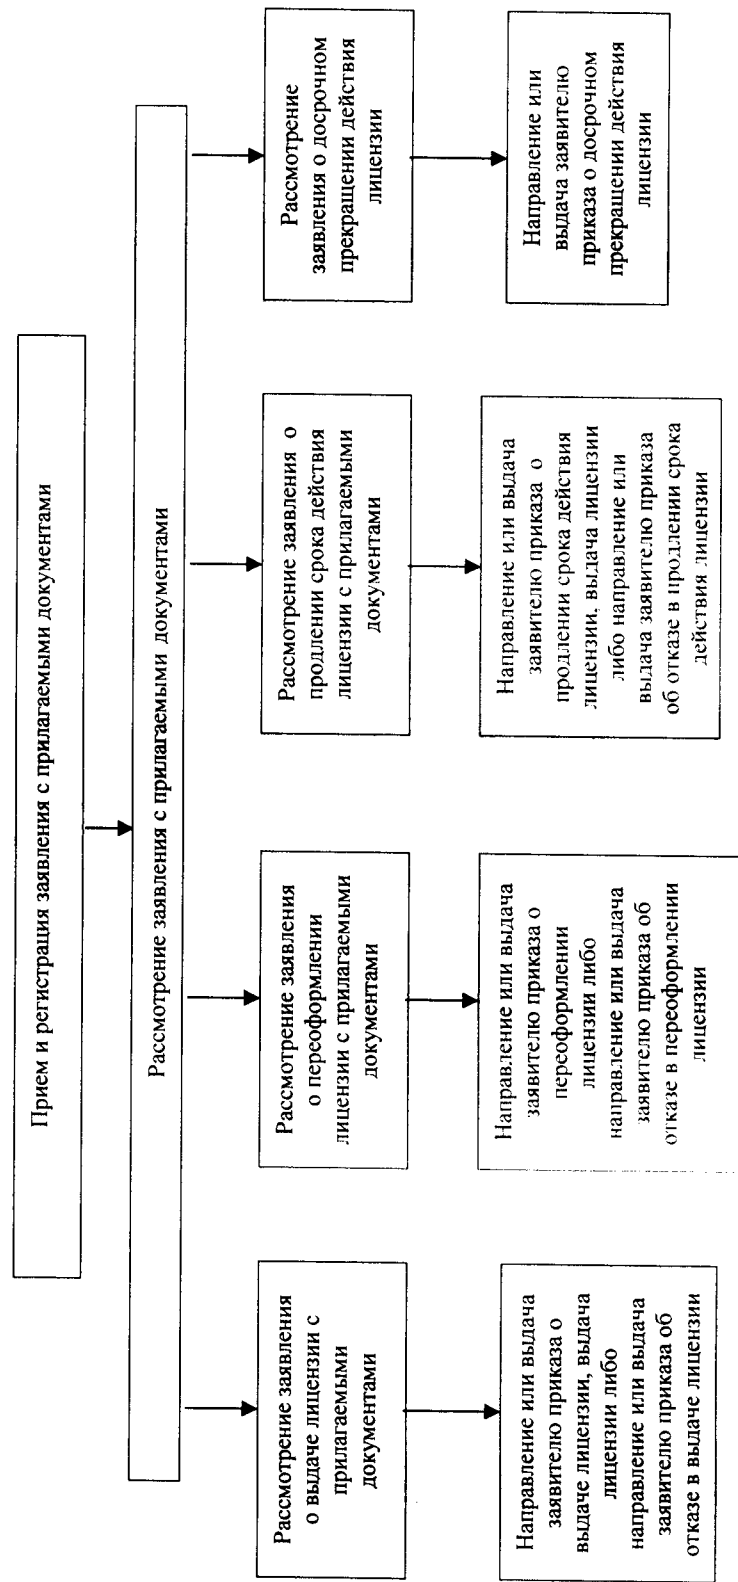 Прием и регистрация заявления с прилагаемыми документами
Рассмотрение заявления с прилагаемыми документами
Рассмотрение заявления
о выдаче лицензии с
прилагаемыми
документами
Рассмотрение заявления
о переоформлении
лицензии с прилагаемыми
документами
Рассмотрение заявления о
продлении срока действия
лицензии с прилагаемыми
документами
Рассмотрение
заявления о досрочном
прекращении действия
лицензии
Направление или выдача
заявителю приказа о
выдаче лицензии, выдача
лицензии либо
направление или выдача
заявителю приказа об
отказе в выдаче лицензии
Направление или выдача
заявителю приказа о
переоформлении
лицензии либо
направление или выдача
заявителю приказа об
отказе в переоформлении
лицензии
Направление или выдача
заявителю приказа о
продлении срока действия
лицензии, выдача лицензии
либо направление или
выдача заявителю приказа
об отказе в продлении срока
действия лицензии
Направление или
выдача заявителю
приказа о досрочном
прекращении действия
лицензии